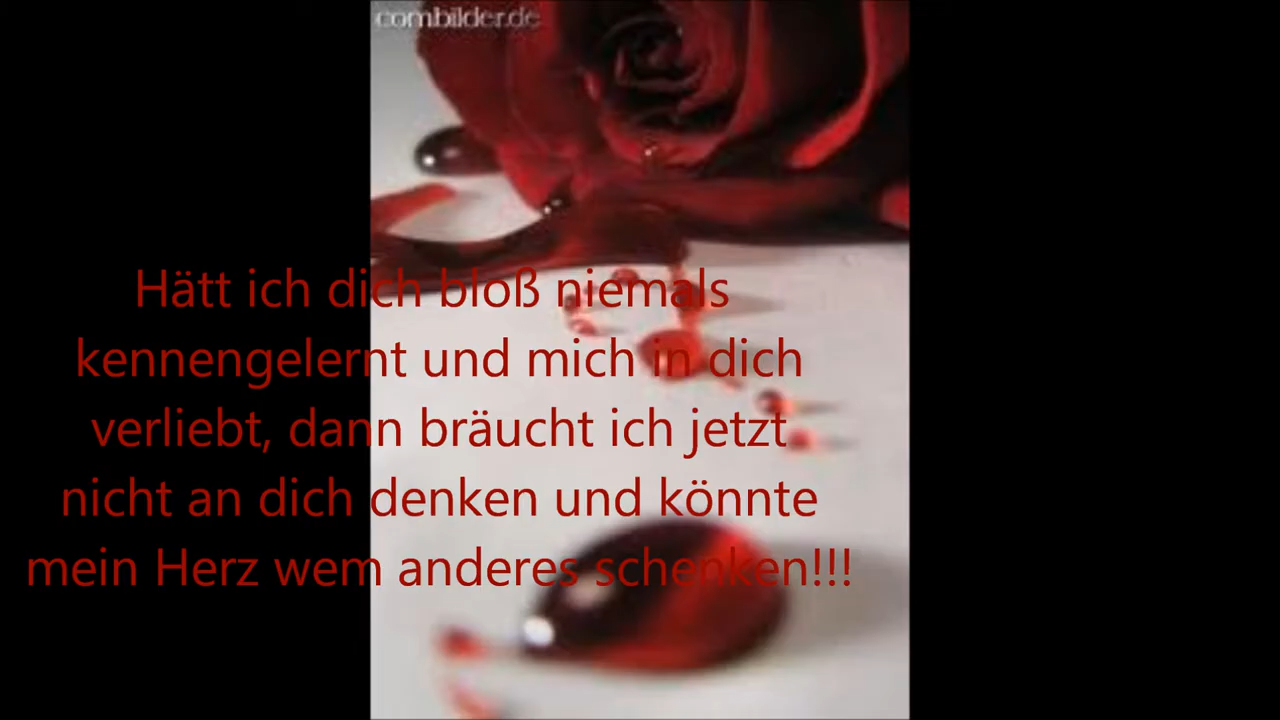 combilder.de
Hätt ich dich bloß niemals
kennengelernt und mich in dich
verliebt, dann bräucht ich jetzt
nicht an dich denken und könnte
mein Herz wem anderes schenken!!!